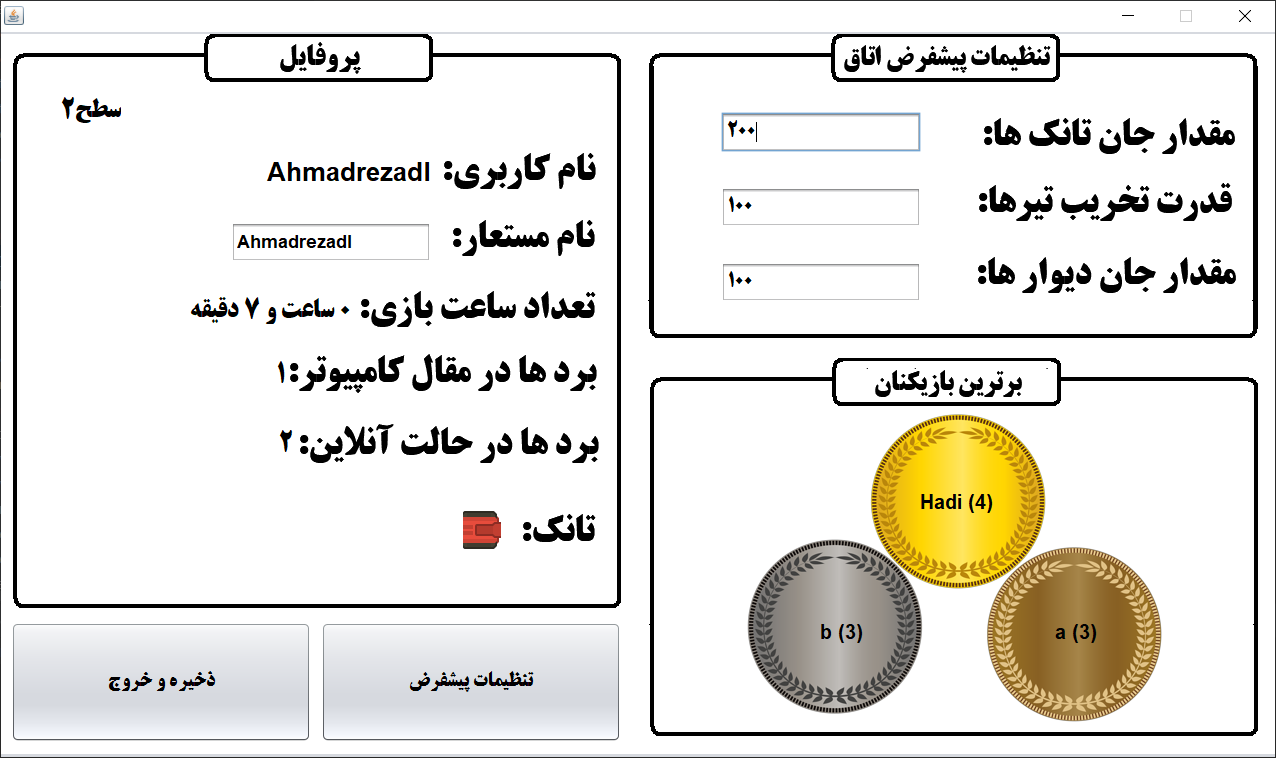 تنظیمات پیشفرض اتاق
مقدار جان تانک ها: ۲۰۰
قدرت تخریب تیرها: ۱۰۰
مقدار جان دیوار ها: ۱۰۰
برترین بازیکنان
Hadi (4)
b (3)
a (3)
پروفایل
سطح۲
نام کاربری: Ahmadrezadl
نام مستعار: Ahmadrezadl
تعداد ساعت بازی: ۰ ساعت و ۷ دقیقه
برد ها در مقال کامپیوتر: ۱
برد ها در حالت آنلاین: ۲
تانک:
تنظیمات پیشفرض
ذخیره و خروج